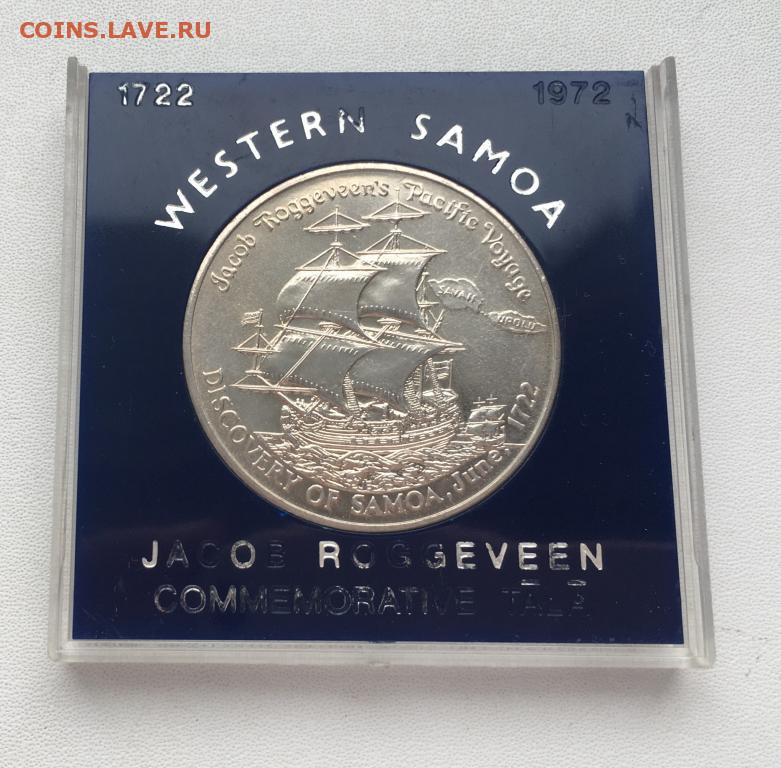 COINS.LAVE.RU
1722 1972
WESTERN SAMOA
Jacob Roggeveen's Pacific Voyage
SAVAII
UPOLU
DISCOVERY OF SAMOA, June, 1722
JACOB ROGGEVEEN
COMMEMORATIVE TALA